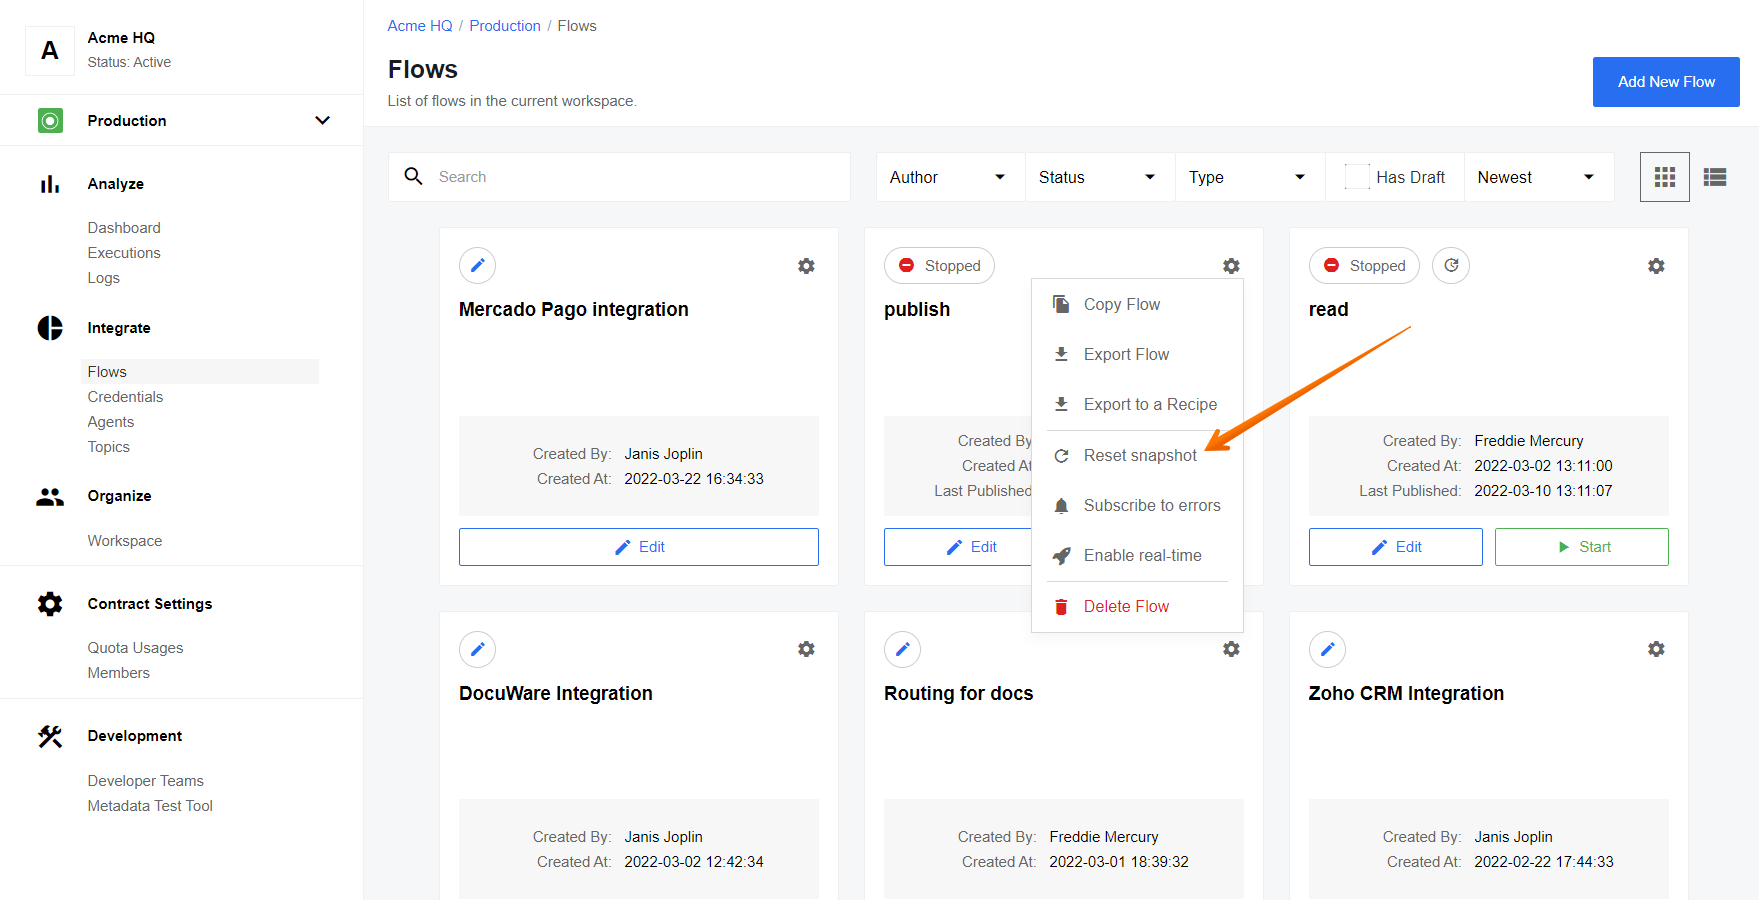 A
Acme HQ
Status: Active
Production
Analyze
Dashboard
Executions
Logs
Integrate
Flows
Credentials
Agents
Topics
Organize
Workspace
Contract Settings
Quota Usages
Members
Development
Developer Teams
Metadata Test Tool
Acme HQ / Production / Flows
Flows
List of flows in the current workspace.
Add New Flow
Search
Author
Status
Type
Has Draft
Newest
Mercado Pago integration
Created By: Janis Joplin
Created At: 2022-03-22 16:34:33
Edit
Stopped
publish
Created By
Created At
Last Published
Edit
Copy Flow
Export Flow
Export to a Recipe
Reset snapshot
Subscribe to errors
Enable real-time
Delete Flow
Stopped
read
Created By: Freddie Mercury
Created At: 2022-03-02 13:11:00
Last Published: 2022-03-10 13:11:07
Edit
Start
DocuWare Integration
Created By: Janis Joplin
Created At: 2022-03-02 12:42:34
Routing for docs
Created By: Freddie Mercury
Created At: 2022-03-01 18:39:32
Zoho CRM Integration
Created By: Janis Joplin
Created At: 2022-02-22 17:44:33